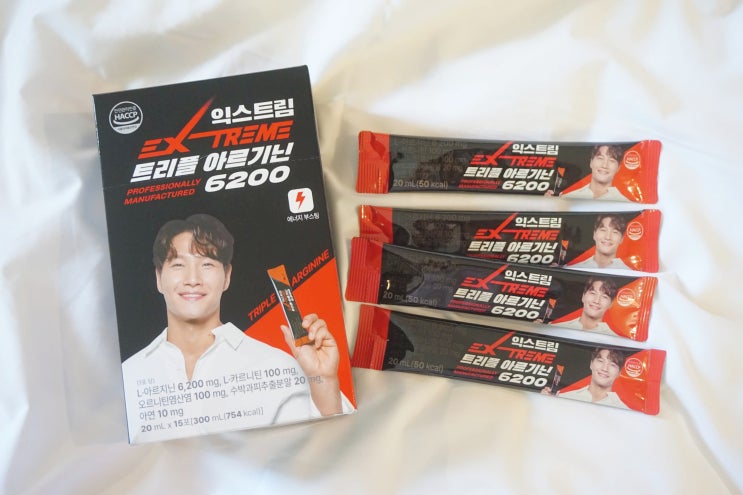 HACCP
익스트림
EXTREME
트리플 아르기닌
PROFESSIONALLY
MANUFACTURED
6200
에너지 부스팅
TRIPLE ARGININE
L-아르지닌 6,200 mg, L-카르니틴 100 mg,
오르니틴염산염 100 mg, 수박과피추출분말 20 mg,
아연 10 mg
20 mL x 15포[300 mL(754 kcal)]
익스트림
EXTREME
트리플 아르기닌
6200
20 mL (50 kcal)
익스트림
EXTREME
트리플 아르기닌
익스트림
EXTREME
트리플 아르기닌
6200
20 mL (50 kcal)
익스트림
EXTREME
트리플 아르기닌
6200
20 mL (50 kcal)